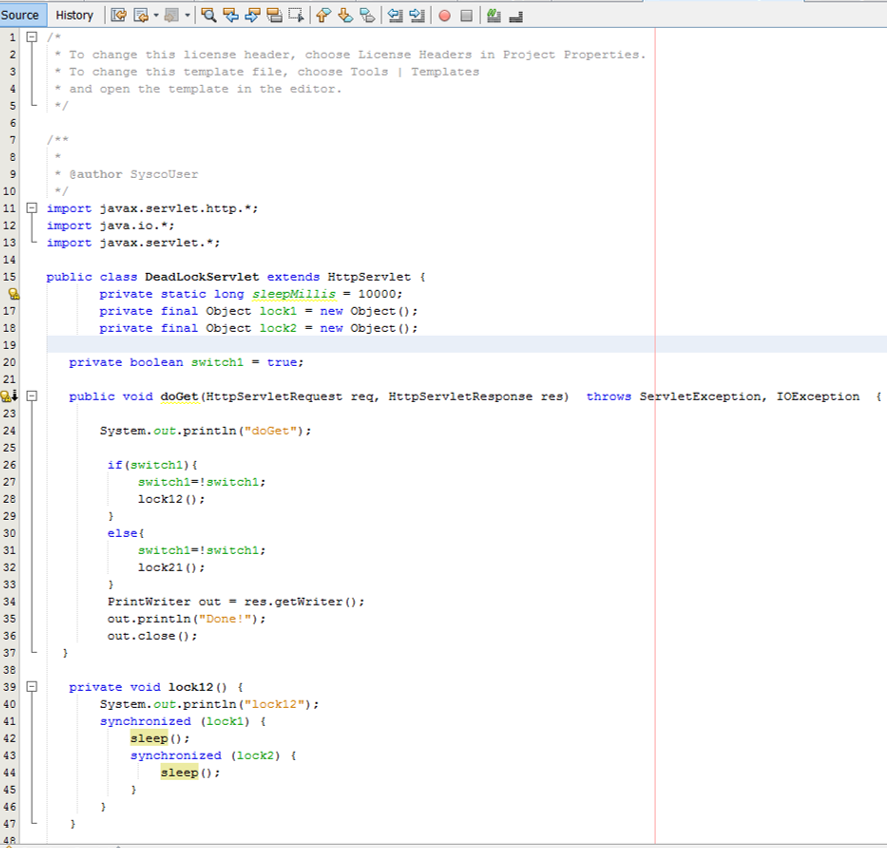 Source History
1 /*
2 * To change this license header, choose License Headers in Project Properties.
3 * To change this template file, choose Tools | Templates
4 * and open the template in the editor.
5 */
6
7 /**
8 *
9 * @author SyscoUser
10 */
11 import javax.servlet.http.*;
12 import java.io.*;
13 import javax.servlet.*;
14
15 public class DeadLockServlet extends HttpServlet {
private static long sleepMillis = 10000;
17 private final Object lock1 = new Object();
18 private final Object lock2 = new Object();
19
20 private boolean switch1 = true;
21
public void doGet(HttpServletRequest req, HttpServletResponse res) throws ServletException, IOException {
23
24 System.out.println("doGet");
25
26 if(switch1){
27 switch1=!switch1;
28 lock12();
29 }
30 else{
31 switch1=!switch1;
32 lock21();
33 }
34 PrintWriter out = res.getWriter();
35 out.println("Done!");
36 out.close();
37 }
38
39 private void lock12() {
40 System.out.println("lock12");
41 synchronized (lock1) {
42 sleep();
43 synchronized (lock2) {
44 sleep();
45 }
46 }
47 }
48